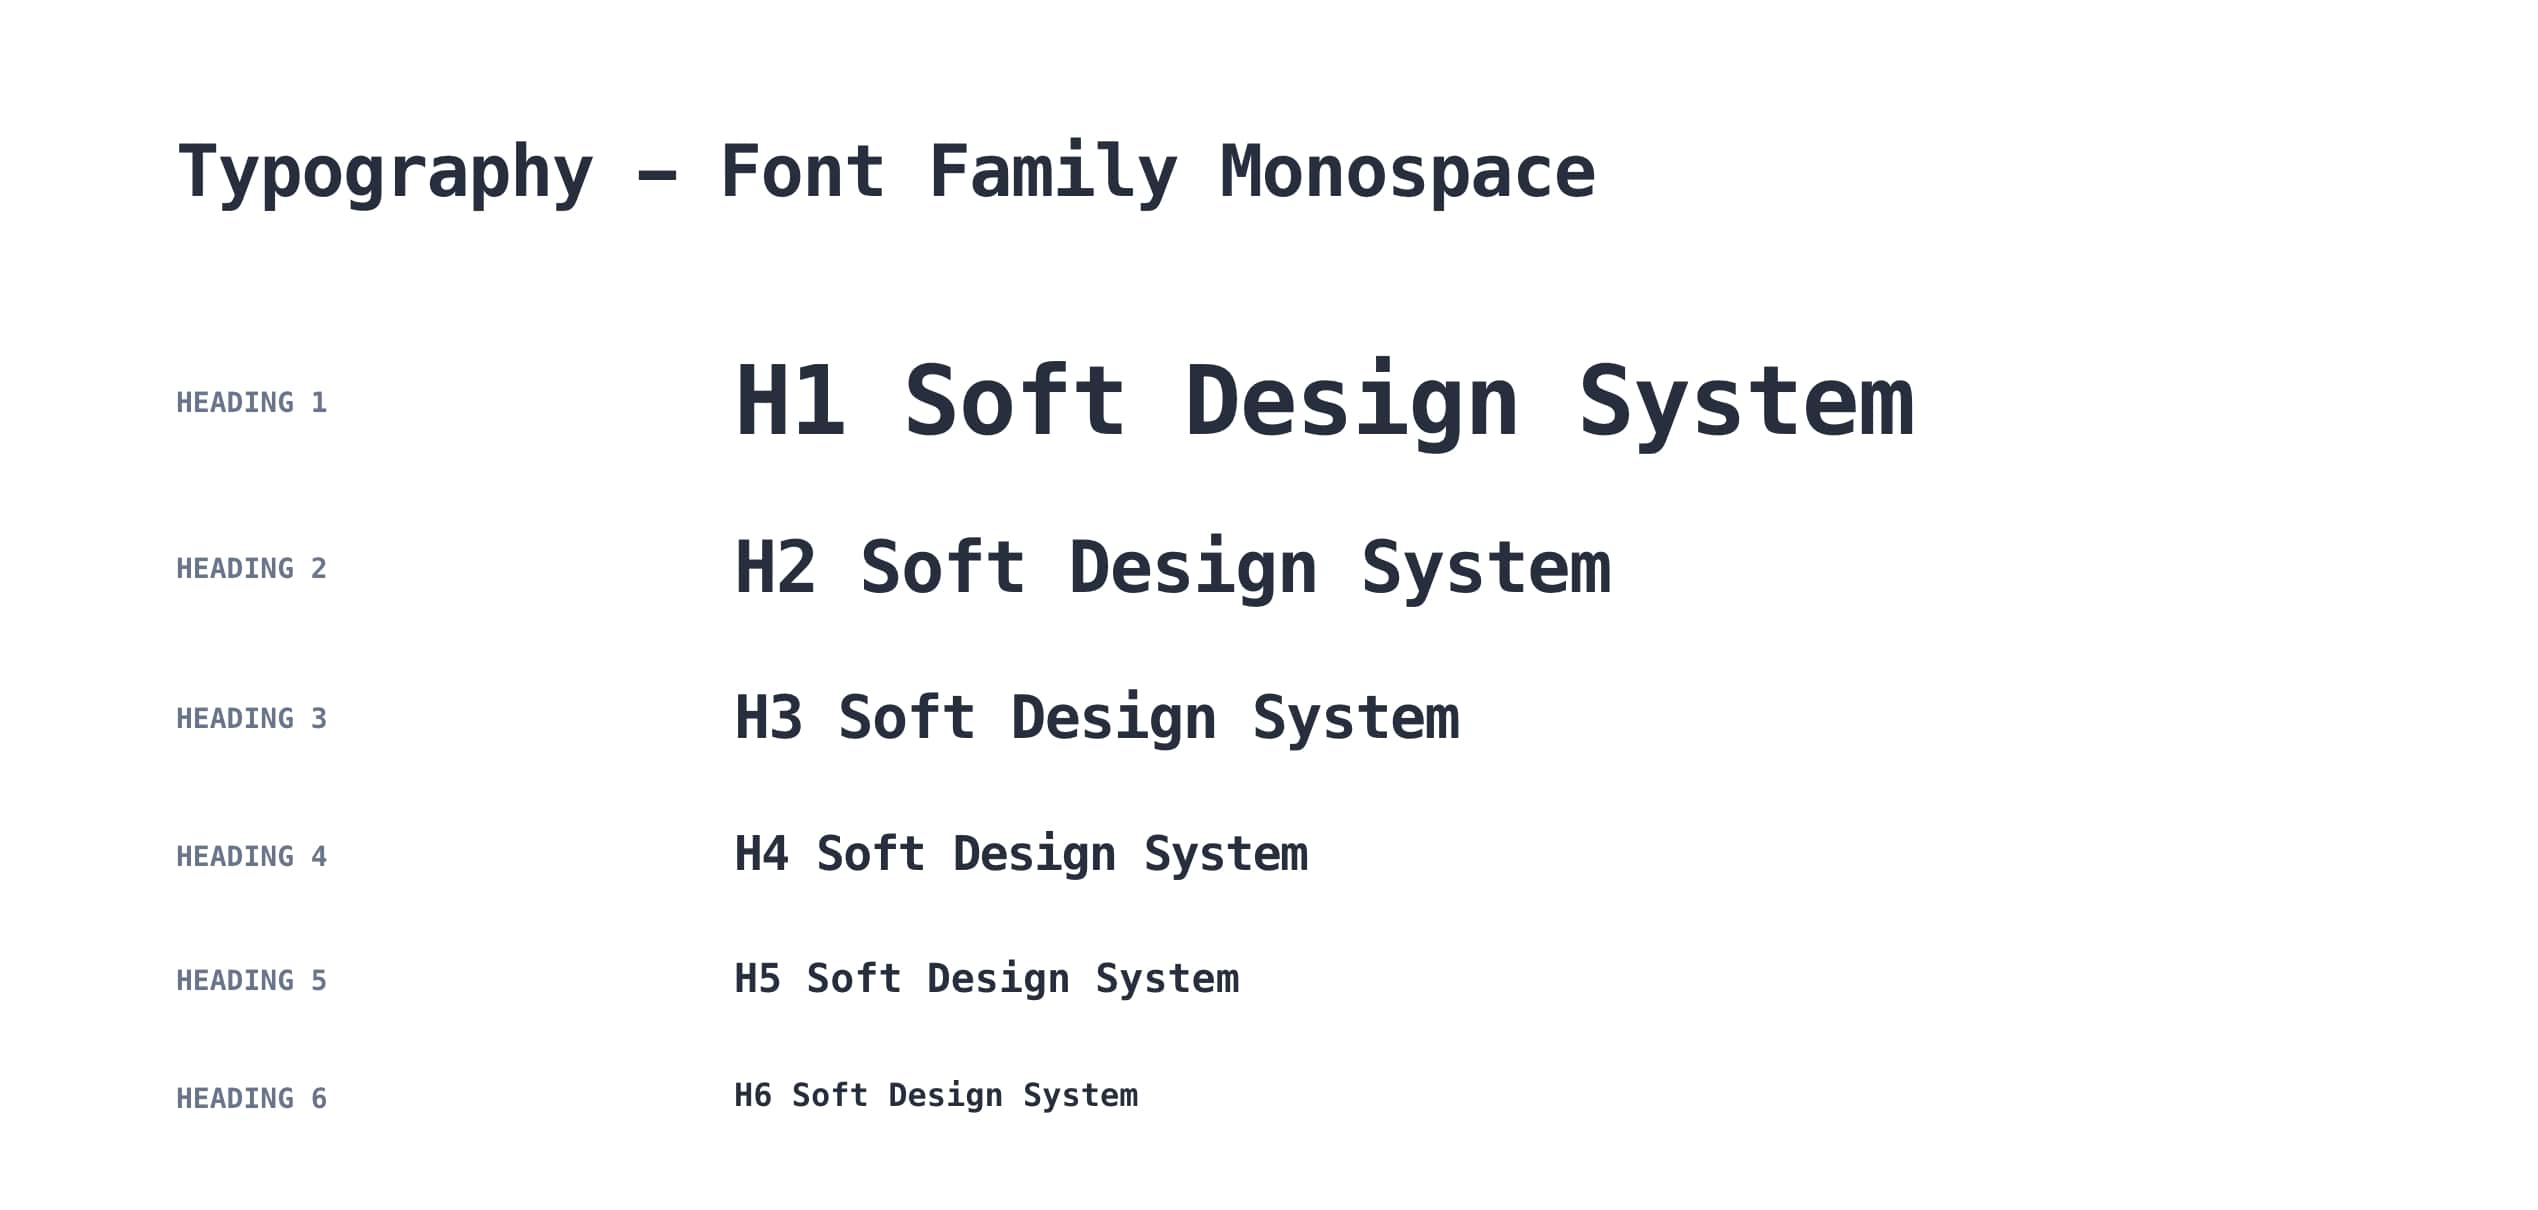 Typography – Font Family Monospace
HEADING 1
H1 Soft Design System
HEADING 2
H2 Soft Design System
HEADING 3
H3 Soft Design System
HEADING 4
H4 Soft Design System
HEADING 5
H5 Soft Design System
HEADING 6
H6 Soft Design System